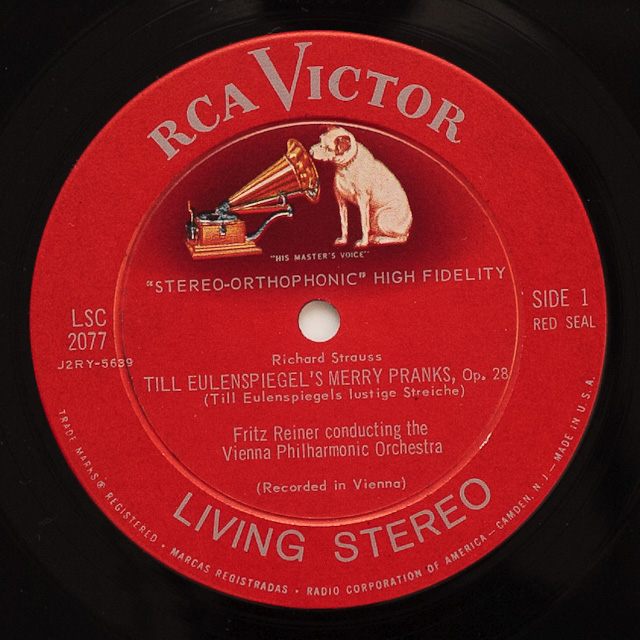 RCA VICTOR
"HIS MASTER'S VOICE"
"STEREO-ORTHOPHONIC" HIGH FIDELITY
LSC
2077
J2RY-5639
SIDE 1
RED SEAL
Richard Strauss
TILL EULENSPIEGEL'S MERRY PRANKS, Op. 28
(Till Eulenspiegels lustige Streiche)
Fritz Reiner conducting the
Vienna Philharmonic Orchestra
(Recorded in Vienna)
LIVING STEREO
TRADE MARKS ® REGISTERED • MARCAS REGISTRADAS • RADIO CORPORATION OF AMERICA — CAMDEN, N. J. — MADE IN U. S. A.